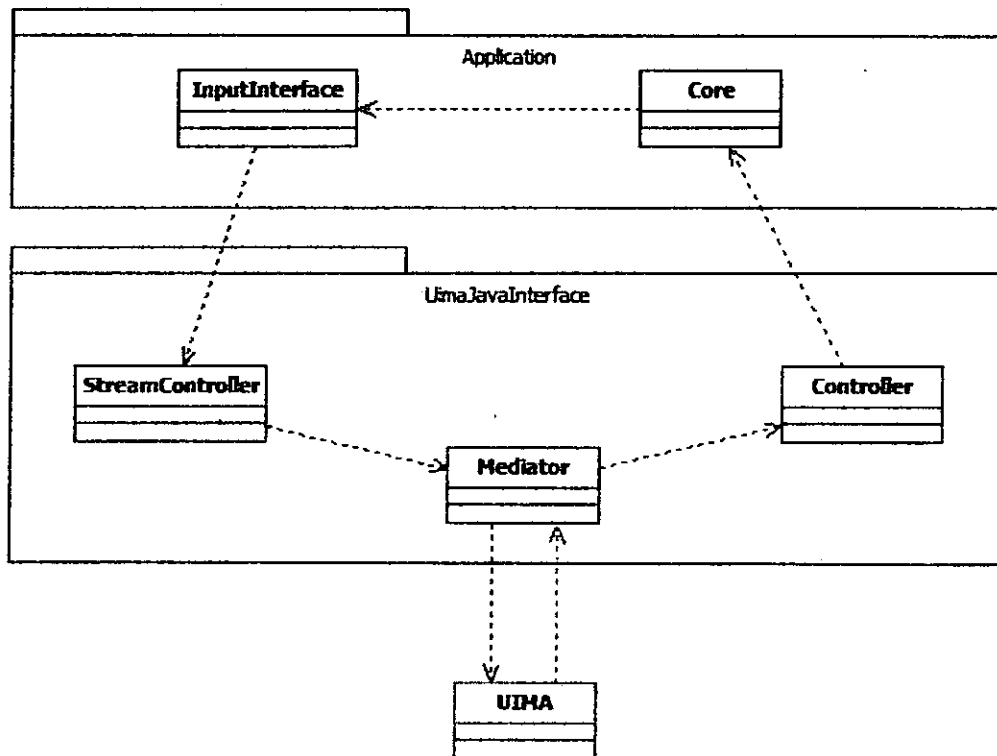 Application
InputInterface
Core
UimaJavaInterface
StreamController
Controller
Mediator
UIMA